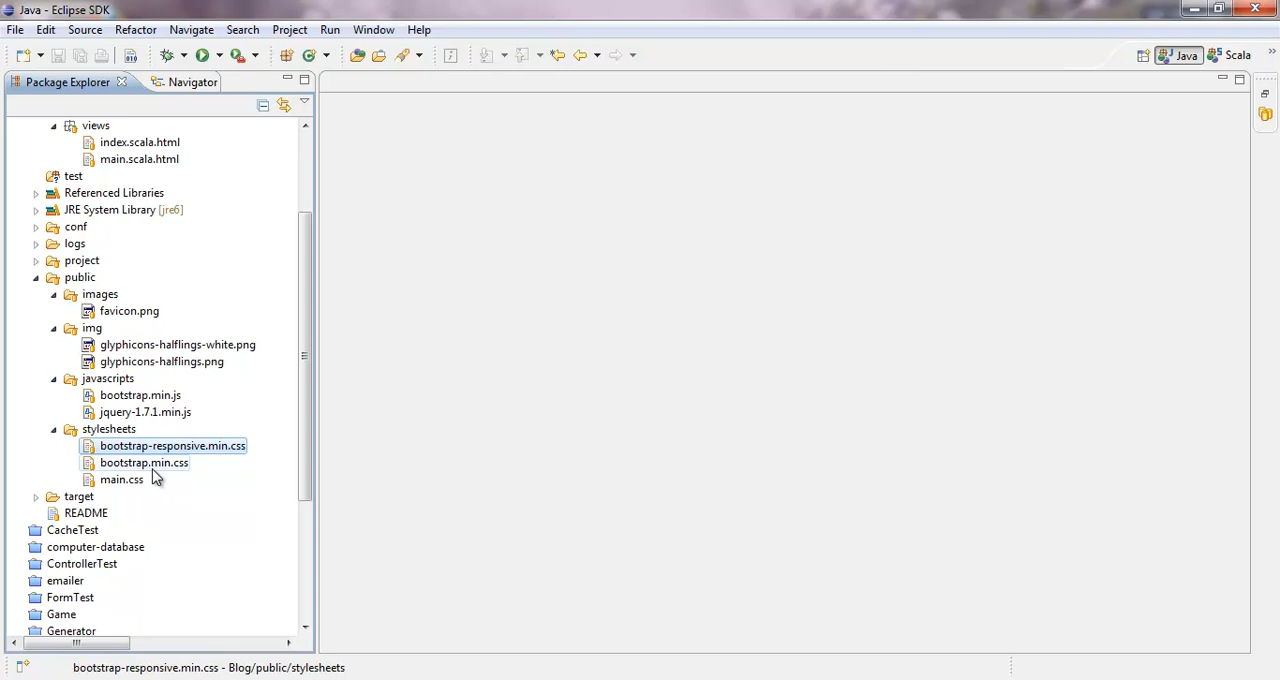 Java - Eclipse SDK
File Edit Source Refactor Navigate Search Project Run Window Help
Java Scala
Package Explorer Navigator
views
index.scala.html
main.scala.html
test
Referenced Libraries
JRE System Library [jre6]
conf
logs
project
public
images
favicon.png
img
glyphicons-halflings-white.png
glyphicons-halflings.png
javascripts
bootstrap.min.js
jquery-1.7.1.min.js
stylesheets
bootstrap-responsive.min.css
bootstrap.min.css
main.css
target
README
CacheTest
computer-database
ControllerTest
emailer
FormTest
Game
Generator
bootstrap-responsive.min.css - Blog/public/stylesheets